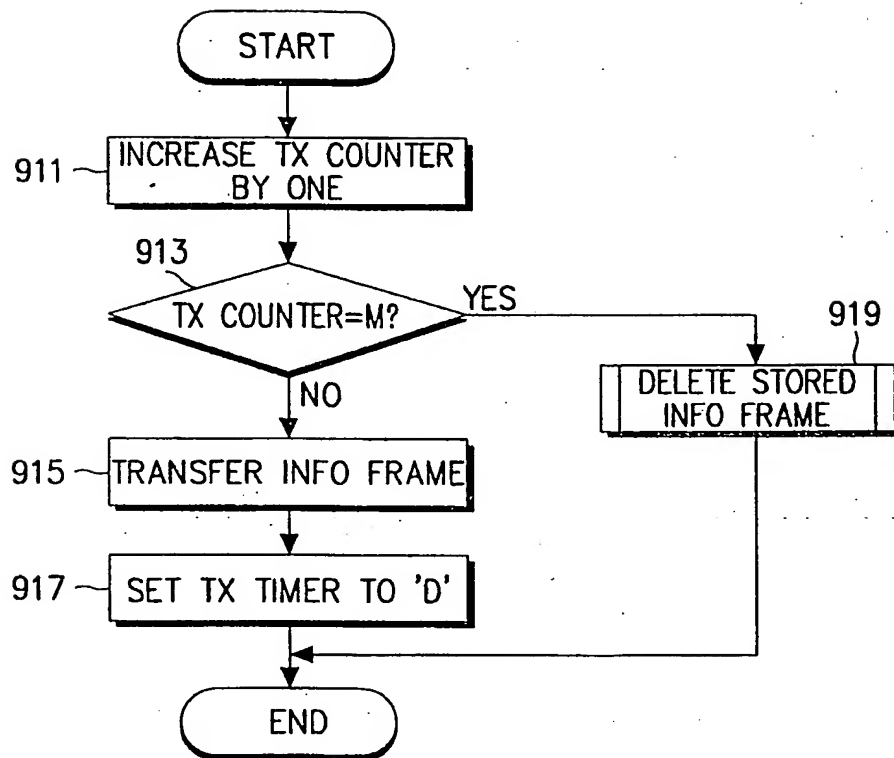 START
911
INCREASE TX COUNTER
BY ONE
913
TX COUNTER=M?
YES
NO
919
DELETE STORED
INFO FRAME
915
TRANSFER INFO FRAME
917
SET TX TIMER TO 'D'
END